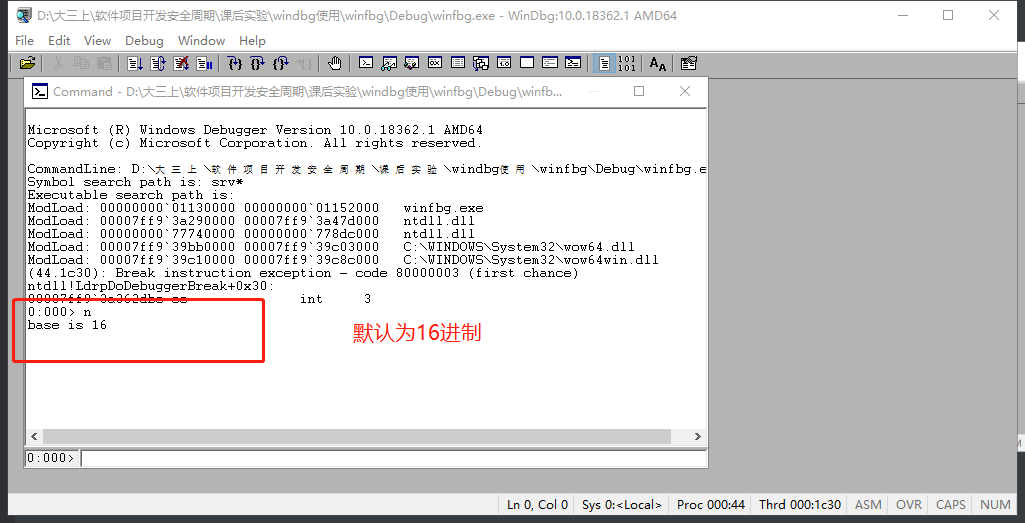 D:\大三上\软件项目开发安全周期\课后实验\windbg使用\winfbg\Debug\winfbg.exe - WinDbg:10.0.18362.1 AMD64
File Edit View Debug Window Help
Command - D:\大三上\软件项目开发安全周期\课后实验\windbg使用\winfbg\Debug\winfb...
Microsoft (R) Windows Debugger Version 10.0.18362.1 AMD64
Copyright (c) Microsoft Corporation. All rights reserved.
CommandLine: D:\大三上\软件项目开发安全周期\课后实验\windbg使用\winfbg\Debug\winfbg.e
Symbol search path is: srv*
Executable search path is:
ModLoad: 00000000`01130000 00000000`01152000 winfbg.exe
ModLoad: 00007ff9`3a290000 00007ff9`3a47d000 ntdll.dll
ModLoad: 00000000`77740000 00000000`778dc000 ntdll.dll
ModLoad: 00007ff9`39bb0000 00007ff9`39c03000 C:\WINDOWS\System32\wow64.dll
ModLoad: 00007ff9`39c10000 00007ff9`39c8c000 C:\WINDOWS\System32\wow64win.dll
(44.1c30): Break instruction exception - code 80000003 (first chance)
ntdll!LdrpDoDebuggerBreak+0x30:
int 3
0:000> n
base is 16
默认为16进制
0:000>
Ln 0, Col 0 Sys 0:<Local> Proc 000:44 Thrd 000:1c30 ASM OVR CAPS NUM